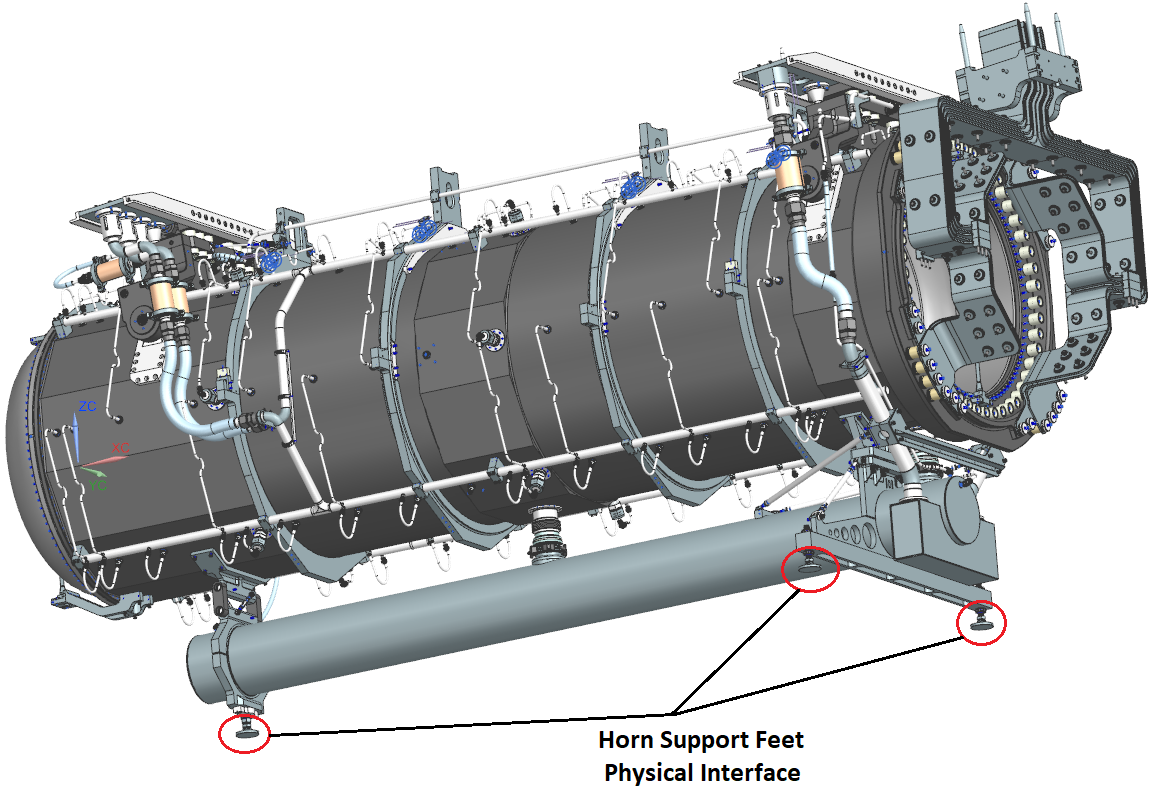 ZC
XC
YC
Horn Support Feet
Physical Interface